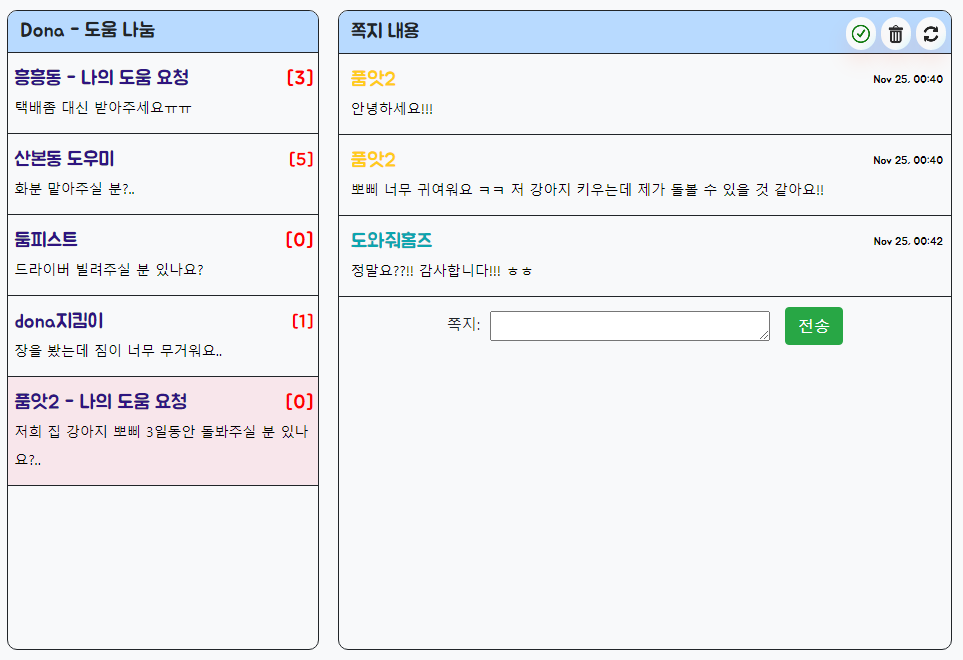 Dona - 도움 나눔
흥흥동 - 나의 도움 요청 [3]
택배좀 대신 받아주세요ㅠㅠ
산본동 도우미 [5]
화분 맡아주실 분?..
둠피스트 [0]
드라이버 빌려주실 분 있나요?
dona지킴이 [1]
장을 봤는데 짐이 너무 무거워요..
품앗2 - 나의 도움 요청 [0]
저희 집 강아지 뽀삐 3일동안 돌봐주실 분 있나
요?..
쪽지 내용
품앗2 Nov 25, 00:40
안녕하세요!!!
품앗2 Nov 25, 00:40
뽀삐 너무 귀여워요 ㅋㅋ 저 강아지 키우는데 제가 돌볼 수 있을 것 같아요!!
도와줘홈즈 Nov 25, 00:42
정말요??!! 감사합니다!!! ㅎㅎ
쪽지: 전송